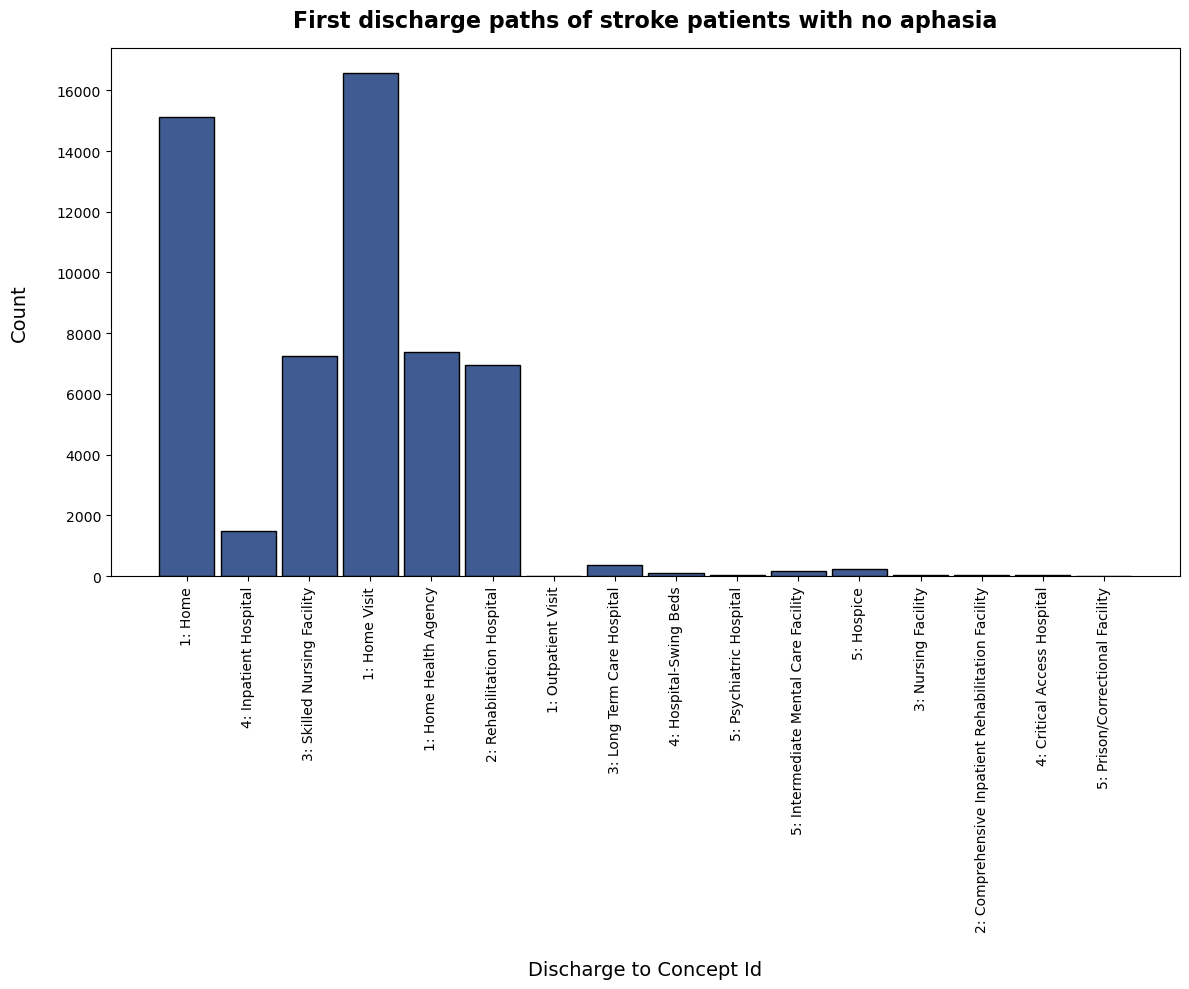 First discharge paths of stroke patients with no aphasia
Count
16000
14000
12000
10000
8000
6000
4000
2000
0
1: Home
4: Inpatient Hospital
3: Skilled Nursing Facility
1: Home Visit
1: Home Health Agency
2: Rehabilitation Hospital
1: Outpatient Visit
3: Long Term Care Hospital
4: Hospital-Swing Beds
5: Psychiatric Hospital
5: Intermediate Mental Care Facility
5: Hospice
3: Nursing Facility
2: Comprehensive Inpatient Rehabilitation Facility
4: Critical Access Hospital
5: Prison/Correctional Facility
Discharge to Concept Id